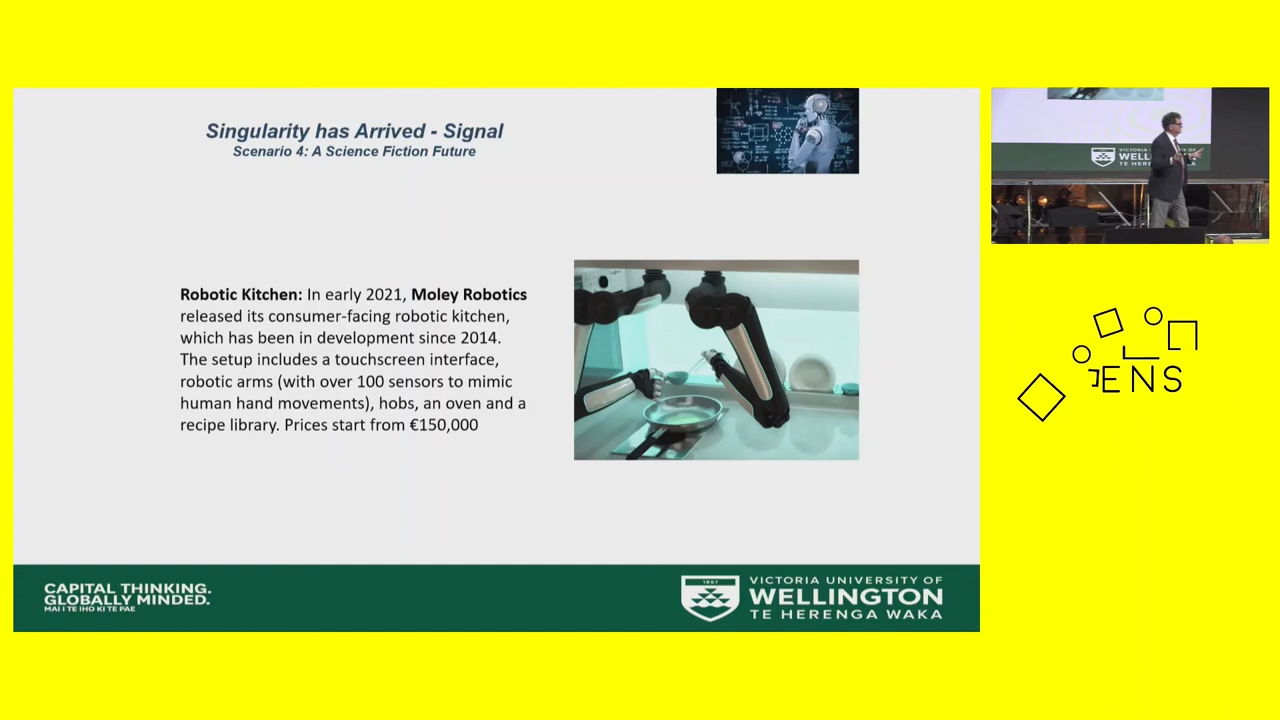 Singularity has Arrived - Signal
Scenario 4: A Science Fiction Future
Robotic Kitchen: In early 2021, Moley Robotics
released its consumer-facing robotic kitchen,
which has been in development since 2014.
The setup includes a touchscreen interface,
robotic arms (with over 100 sensors to mimic
human hand movements), hobs, an oven and a
recipe library. Prices start from €150,000
CAPITAL THINKING.
GLOBALLY MINDED.
MAI I TE IHO KI TE PAE
1897
VICTORIA UNIVERSITY OF
WELLINGTON
TE HERENGA WAKA
ENS